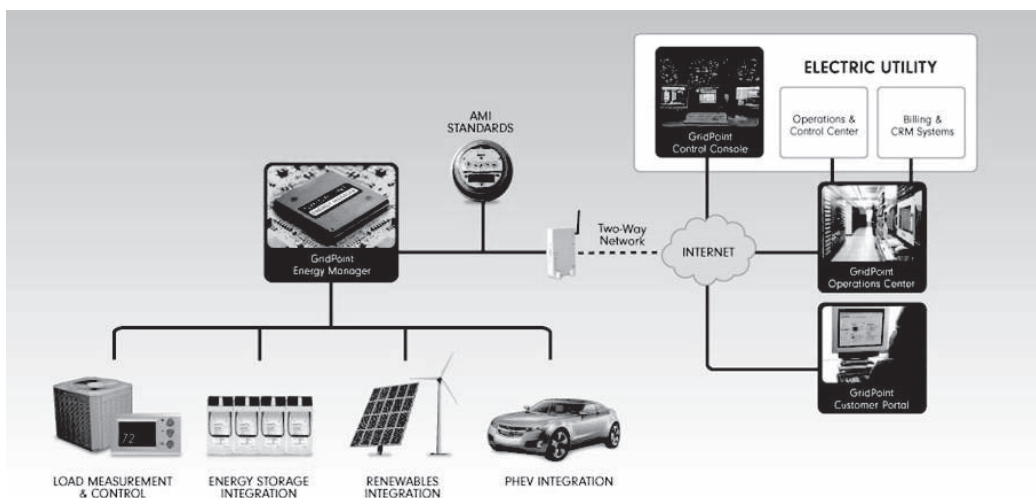 ELECTRIC UTILITY
GridPoint
Control Console
Operations &
Control Center
Billing &
CRM Systems
AMI
STANDARDS
GridPoint
Energy Manager
Two-Way
Network
INTERNET
GridPoint
Operations Center
GridPoint
Customer Portal
72
LOAD MEASUREMENT
& CONTROL
ENERGY STORAGE
INTEGRATION
RENEWABLES
INTEGRATION
PHEV INTEGRATION